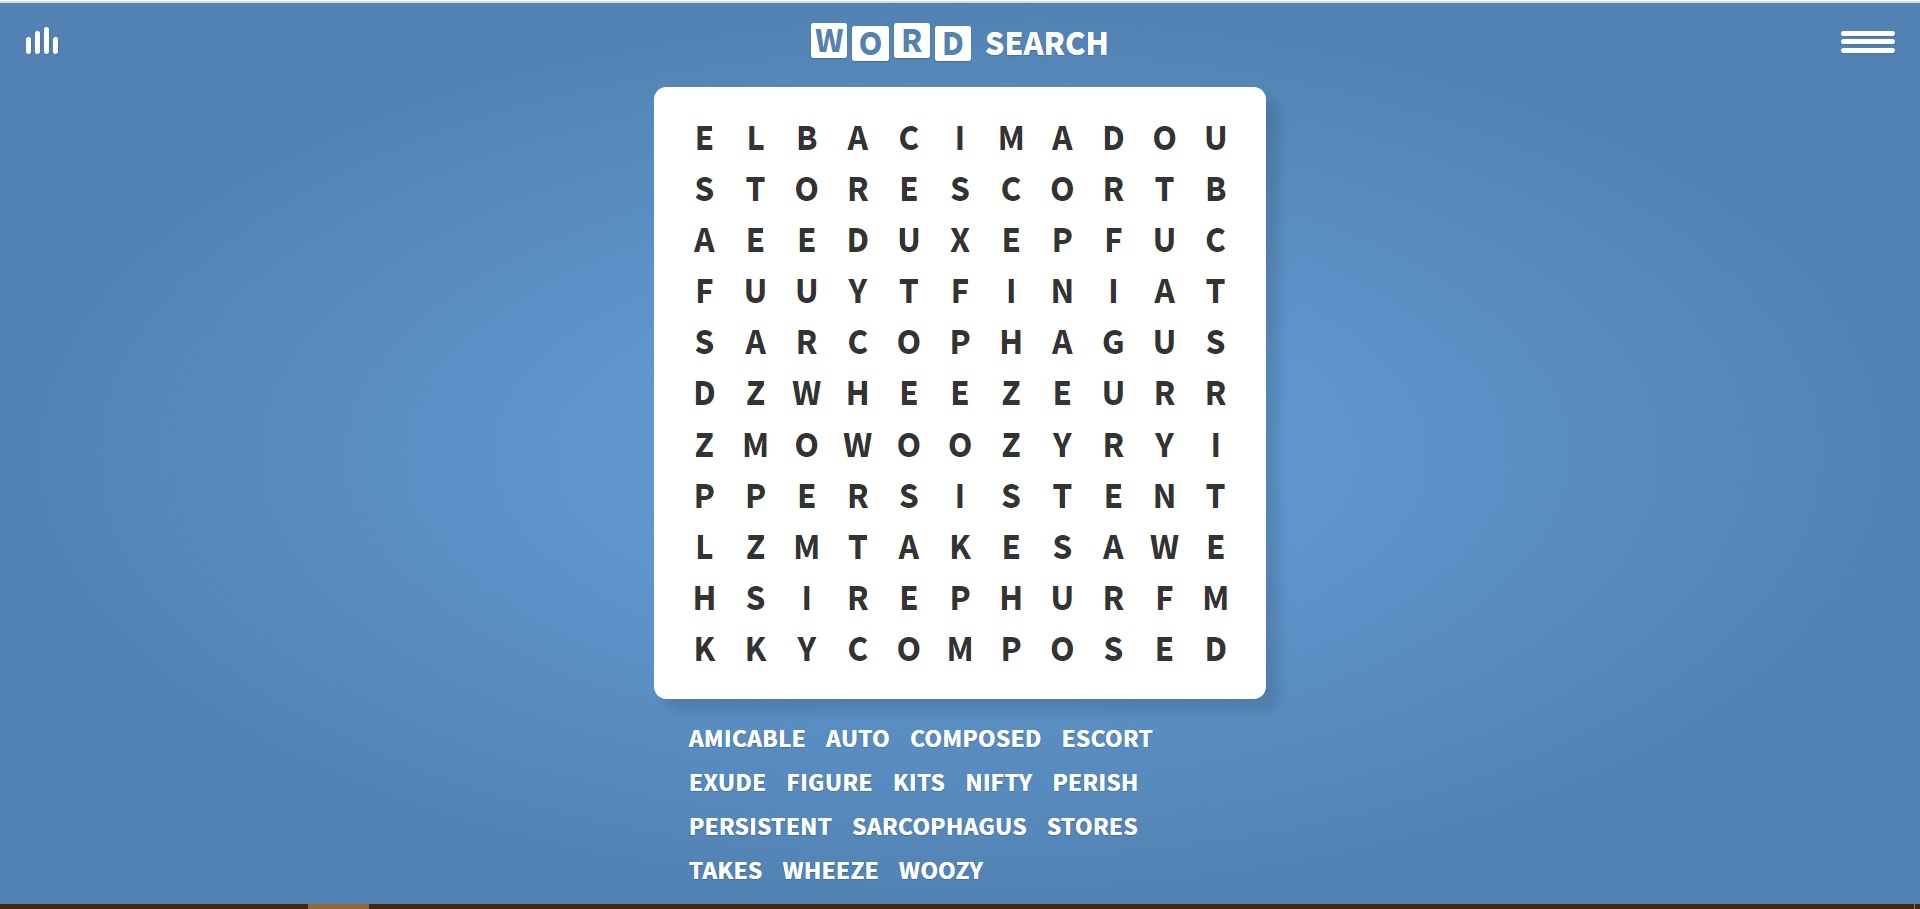 WORD SEARCH
E L B A C I M A D O U
S T O R E S C O R T B
A E E D U X E P F U C
F U U Y T F I N I A T
S A R C O P H A G U S
D Z W H E E Z E U R R
Z M O W O O Z Y R Y I
P P E R S I S T E N T
L Z M T A K E S A W E
H S I R E P H U R F M
K K Y C O M P O S E D
AMICABLE AUTO COMPOSED ESCORT
EXUDE FIGURE KITS NIFTY PERISH
PERSISTENT SARCOPHAGUS STORES
TAKES WHEEZE WOOZY